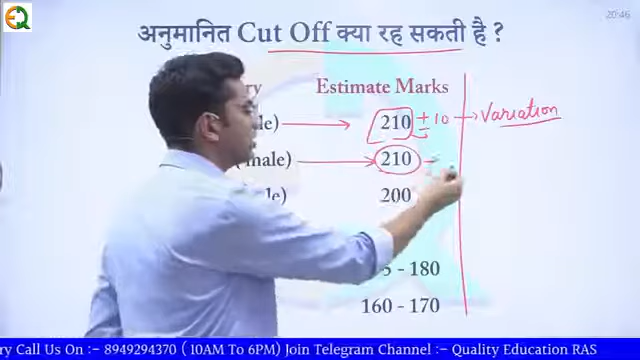 20:46
EQ
अनुमानित Cut Off क्या रह सकती है ?
ry Estimate Marks
le) 210 ± 10 → Variation
male) 210
le) 200
5 - 180
160 - 170
ry Call Us On :- 8949294370 ( 10AM To 6PM) Join Telegram Channel :- Quality Education RAS